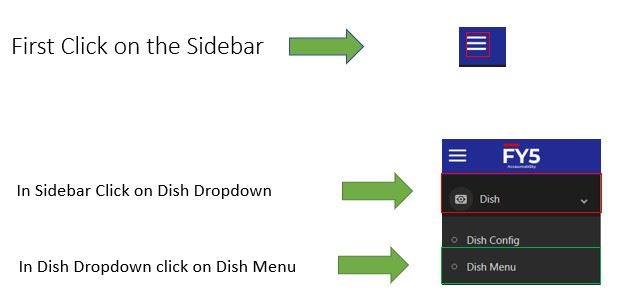 First Click on the Sidebar
FY5
Accountability
In Sidebar Click on Dish Dropdown
Dish
Dish Config
In Dish Dropdown click on Dish Menu
Dish Menu